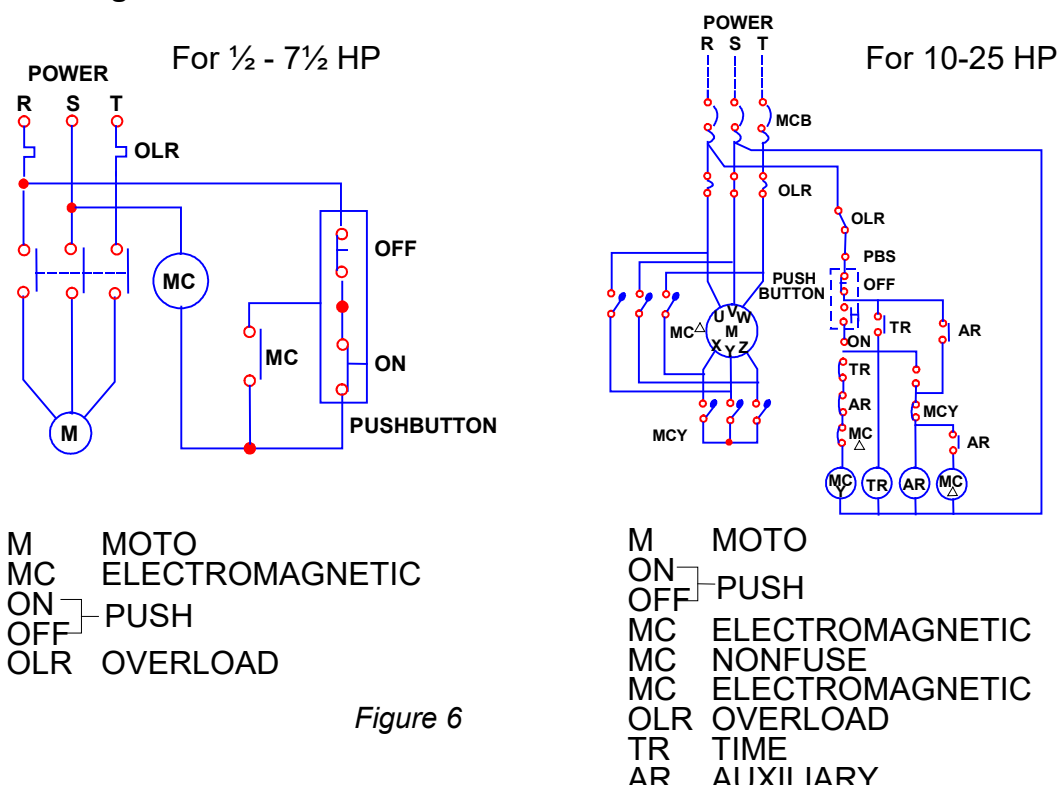 For ½ - 7½ HP
POWER
R S T
OLR
OFF
MC
MC
ON
PUSHBUTTON
M
M MOTO
MC ELECTROMAGNETIC
ON
OFF PUSH
OLR OVERLOAD
Figure 6
For 10-25 HP
POWER
R S T
MCB
OLR
OLR
PBS
PUSH
BUTTON
OFF
TR
AR
ON
MC△
U V W
M
X Y Z
TR
AR
MCY
MC
△
AR
MCY
MC
Y
TR
AR
MC
△
M MOTO
ON
OFF PUSH
MC ELECTROMAGNETIC
MC NONFUSE
MC ELECTROMAGNETIC
OLR OVERLOAD
TR TIME
AR AUXILIARY